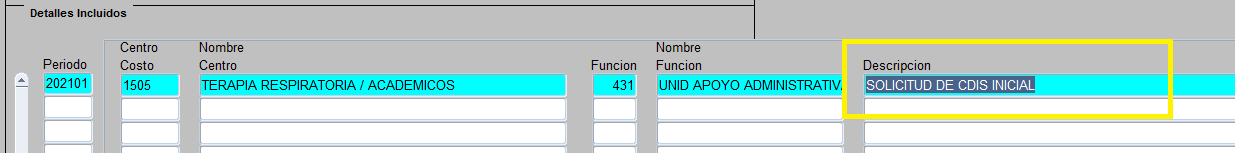 Detalles Incluidos
Centro Nombre Nombre
Periodo Costo Centro Funcion Funcion Descripcion
202101 1505 TERAPIA RESPIRATORIA / ACADEMICOS 431 UNID APOYO ADMINISTRATIV SOLICITUD DE CDIS INICIAL